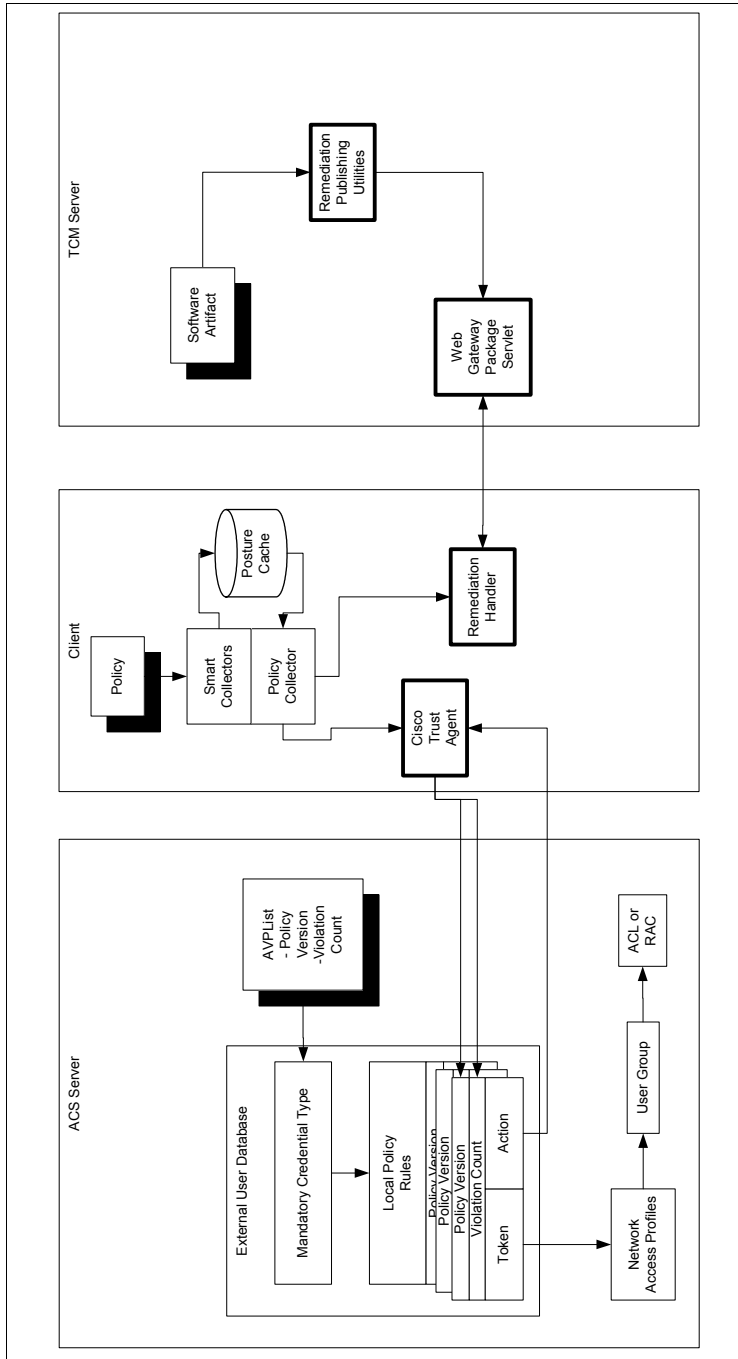 ACS Server
External User Database
Mandatory Credential Type
AVPList
- Policy
Version
-Violation
Count
Local Policy
Rules
Policy Version
Policy Version
Policy Version
Violation Count
Token
Action
Network
Access Profiles
User Group
ACL or
RAC
Client
Policy
Smart
Collectors
Policy
Collector
Posture
Cache
Cisco
Trust
Agent
Remediation
Handler
TCM Server
Software
Artifact
Remediation
Publishing
Utilities
Web
Gateway
Package
Servlet